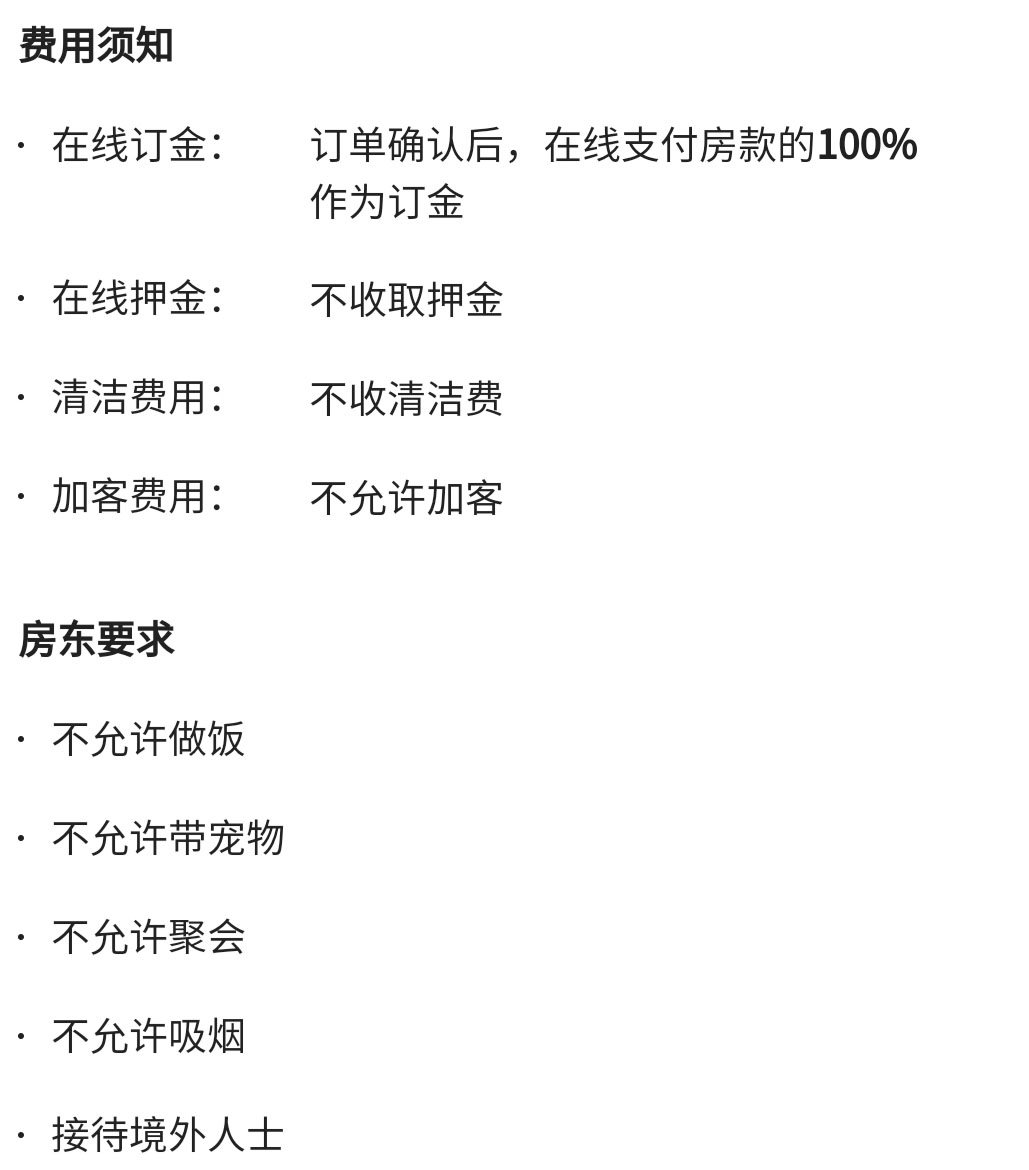 费用须知
· 在线订金： 订单确认后，在线支付房款的100%
作为订金
· 在线押金： 不收取押金
· 清洁费用： 不收清洁费
· 加客费用： 不允许加客
房东要求
· 不允许做饭
· 不允许带宠物
· 不允许聚会
· 不允许吸烟
· 接待境外人士